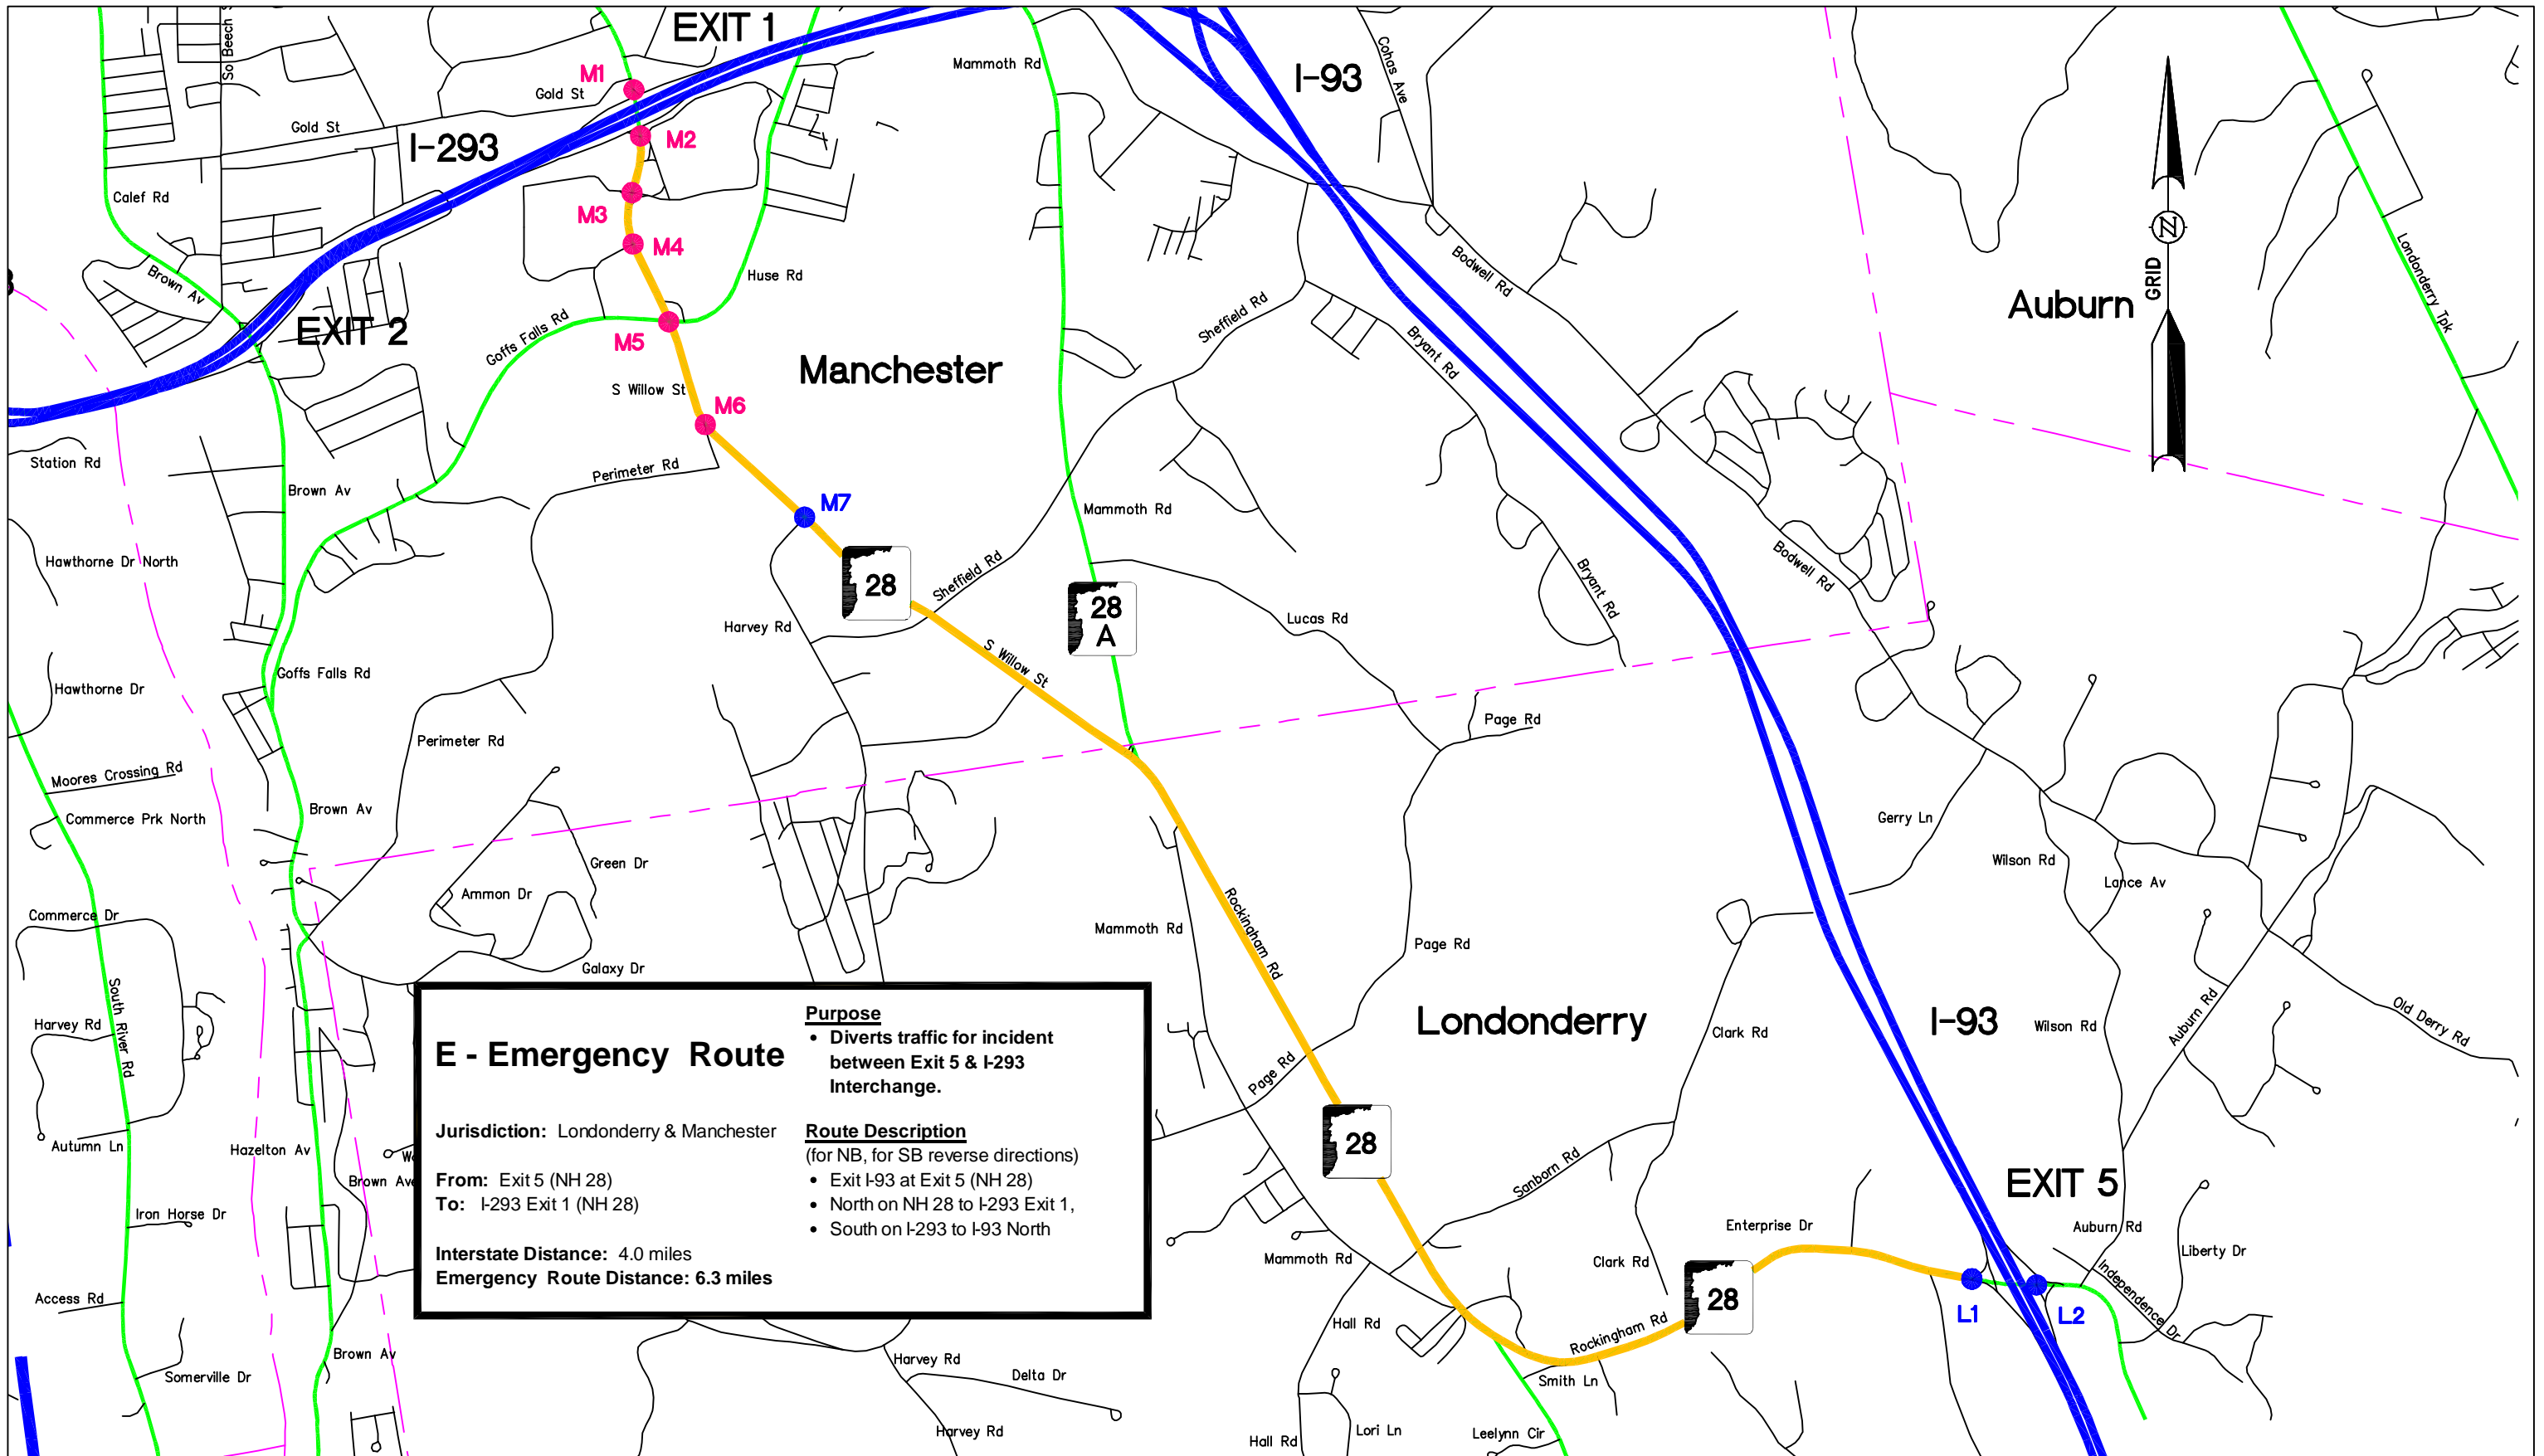 EXIT 1
So Beech S
Mammoth Rd
I-93
Cohas Ave
M1
Gold St
Gold St
I-293
M2
Calef Rd
M3
M4
Huse Rd
Brown Av
Bodwell Rd
Londonderry Tpk
GRID
N
Auburn
EXIT 2
Goffs Falls Rd
M5
Sheffield Rd
Bryant Rd
Manchester
S Willow St
M6
Station Rd
Perimeter Rd
Brown Av
M7
Mammoth Rd
Hawthorne Dr North
28
Sheffield Rd
28
A
Bryant Rd
Bodwell Rd
Harvey Rd
Lucas Rd
S Willow St
Goffs Falls Rd
Hawthorne Dr
Page Rd
Perimeter Rd
Moores Crossing Rd
Brown Av
Commerce Prk North
Gerry Ln
Green Dr
Wilson Rd
Lance Av
Ammon Dr
Commerce Dr
Mammoth Rd
Rockingham Rd
Page Rd
Galaxy Dr
South River Rd
Harvey Rd
Londonderry
Clark Rd
I-93
Wilson Rd
Auburn Rd
Old Derry Rd
E - Emergency Route
Jurisdiction: Londonderry & Manchester
From: Exit 5 (NH 28)
To: I-293 Exit 1 (NH 28)
Interstate Distance: 4.0 miles
Emergency Route Distance: 6.3 miles
Purpose
• Diverts traffic for incident
between Exit 5 & I-293
Interchange.
Route Description
(for NB, for SB reverse directions)
• Exit I-93 at Exit 5 (NH 28)
• North on NH 28 to I-293 Exit 1,
• South on I-293 to I-93 North
Page Rd
28
Autumn Ln
Hazelton Av
Brown Ave
Sanborn Rd
EXIT 5
Iron Horse Dr
Enterprise Dr
Auburn Rd
Liberty Dr
Mammoth Rd
Clark Rd
Independence Dr
Access Rd
28
L1
L2
Hall Rd
Rockingham Rd
Brown Av
Somerville Dr
Harvey Rd
Delta Dr
Smith Ln
Harvey Rd
Hall Rd
Lori Ln
Leelynn Cir